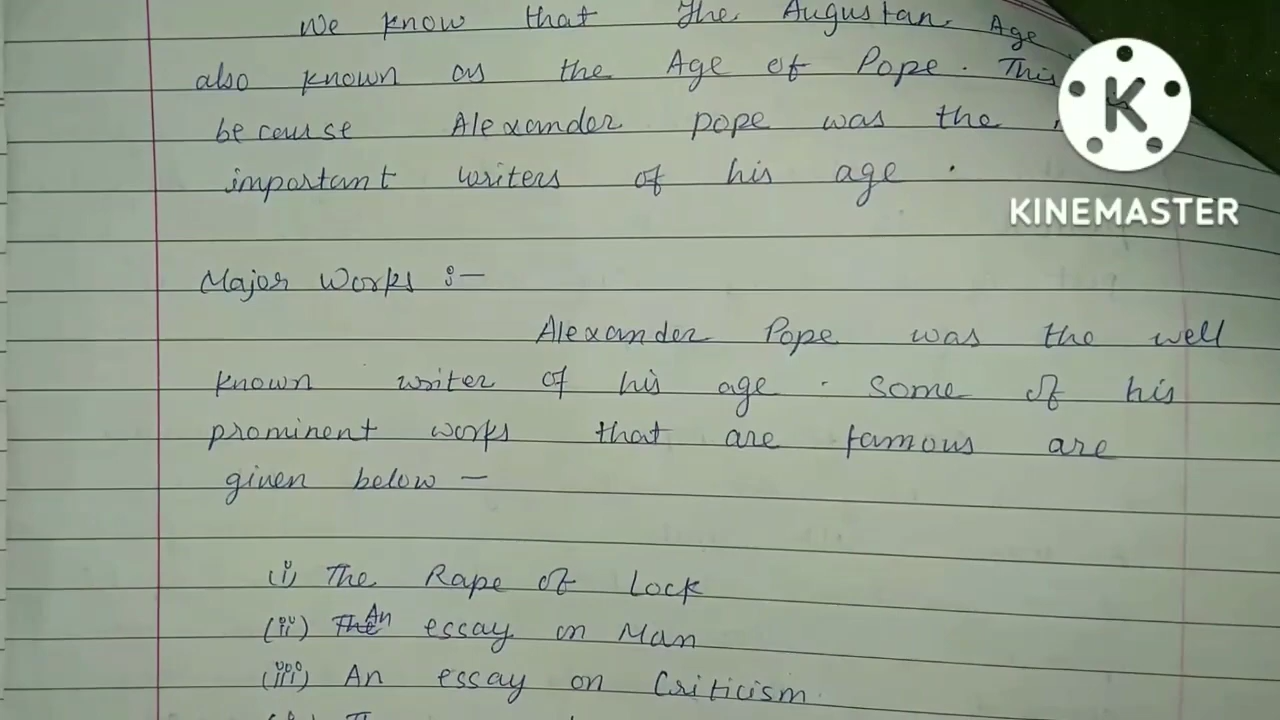 We know that The Augustan Age
also known as the Age of Pope. This
becouse Alexander pope was the
important writers of his age.
KINEMASTER
Major Works :-
Alexander Pope was the well
known writer of his age. Some of his
prominent works that are famous are
given below -
(i) The Rape of Lock
(ii) An essay on Man
(iii) An essay on Criticism